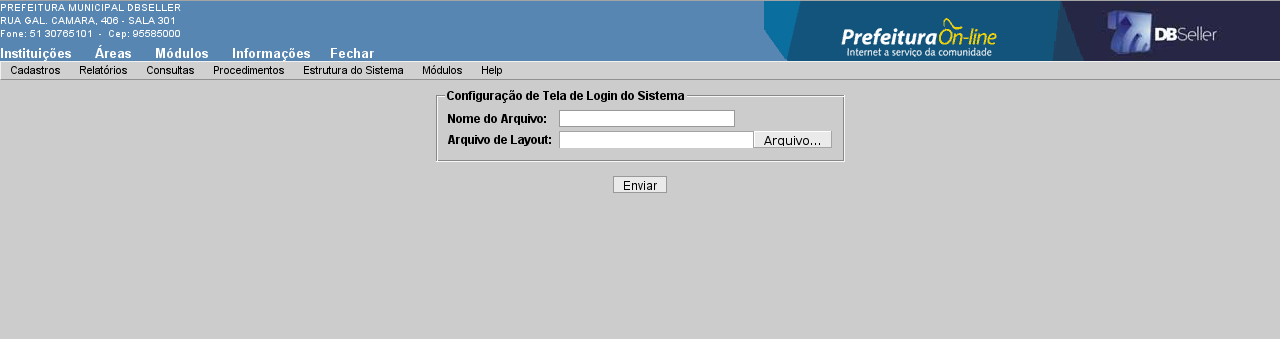 PREFEITURA MUNICIPAL DBSELLER
RUA GAL. CAMARA, 406 - SALA 301
Fone: 51 30765101 - Cep: 95585000
Instituições Áreas Módulos Informações Fechar
PrefeituraOn-line
Internet a serviço da comunidade
DBSeller
Cadastros Relatórios Consultas Procedimentos Estrutura do Sistema Módulos Help
Configuração de Tela de Login do Sistema
Nome do Arquivo:
Arquivo de Layout: Arquivo...
Enviar